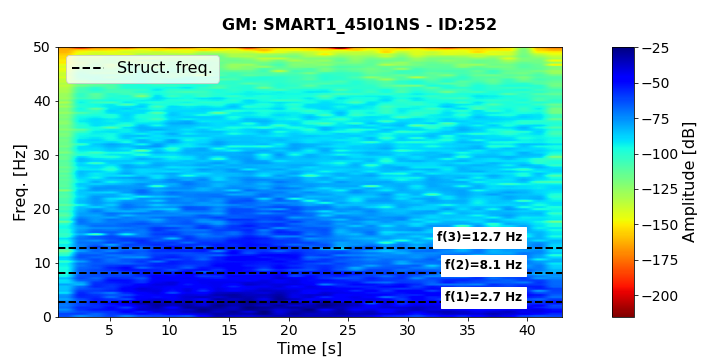 GM: SMART1_45I01NS - ID:252
50
40
30
20
10
0
Freq. [Hz]
Struct. freq.
f(3)=12.7 Hz
f(2)=8.1 Hz
f(1)=2.7 Hz
5 10 15 20 25 30 35 40
Time [s]
−25
−50
−75
−100
−125
−150
−175
−200
Amplitude [dB]